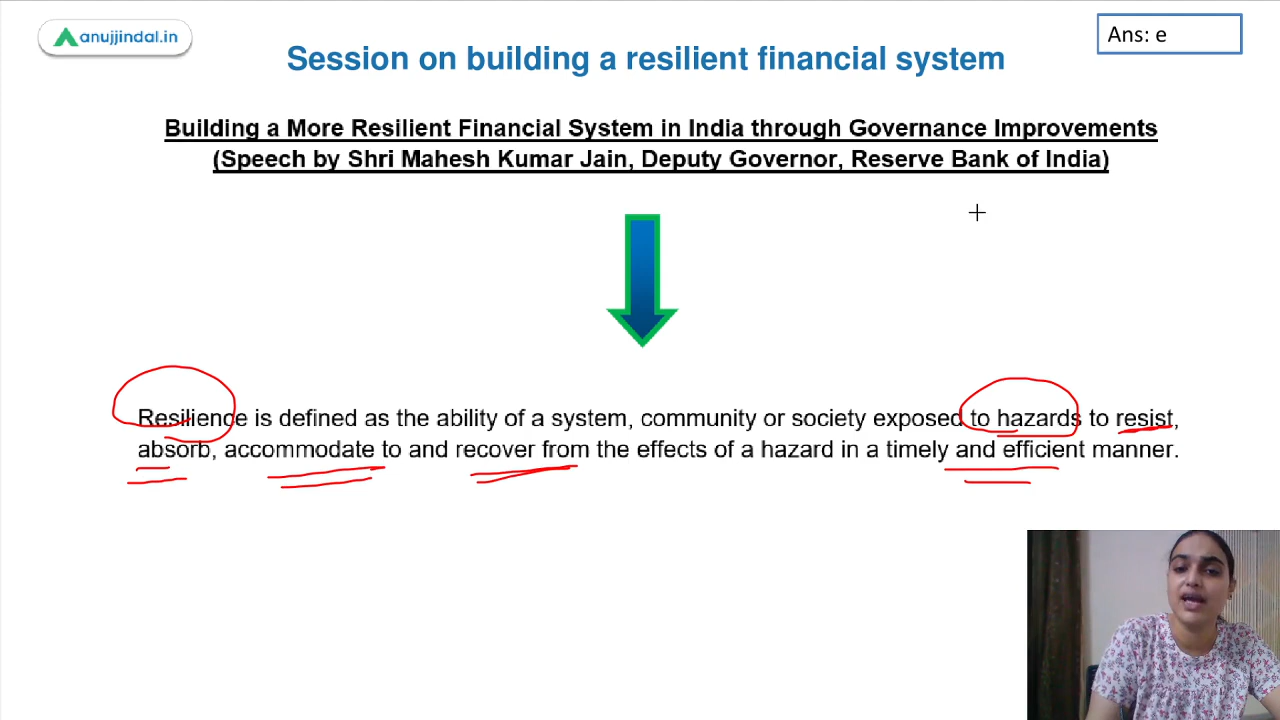 anujjindal.in
Ans: e
Session on building a resilient financial system
Building a More Resilient Financial System in India through Governance Improvements
(Speech by Shri Mahesh Kumar Jain, Deputy Governor, Reserve Bank of India)
Resilience is defined as the ability of a system, community or society exposed to hazards to resist,
absorb, accommodate to and recover from the effects of a hazard in a timely and efficient manner.